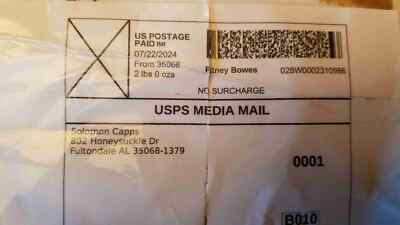 US POSTAGE
PAID IMI
07/22/2024
From 35068
2 lbs 0 ozs
Pitney Bowes
028W0002310986
NO SURCHARGE
USPS MEDIA MAIL
Solomon Capps
802 Honeysuckle Dr
Fultondale AL 35068-1379
0001
B010